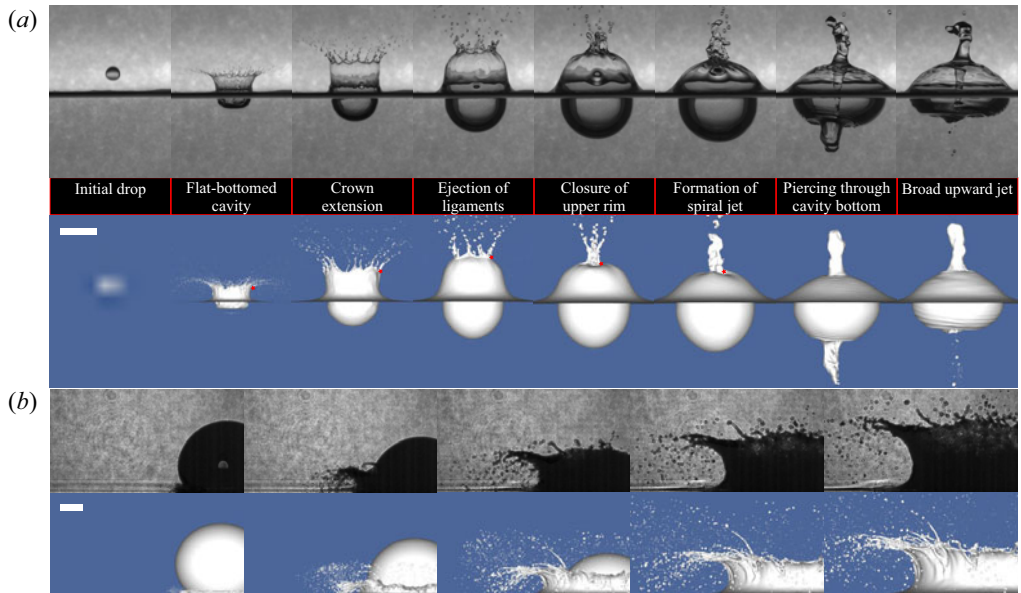 (a)
Initial drop
Flat-bottomed
cavity
Crown
extension
Ejection of
ligaments
Closure of
upper rim
Formation of
spiral jet
Piercing through
cavity bottom
Broad upward jet
(b)